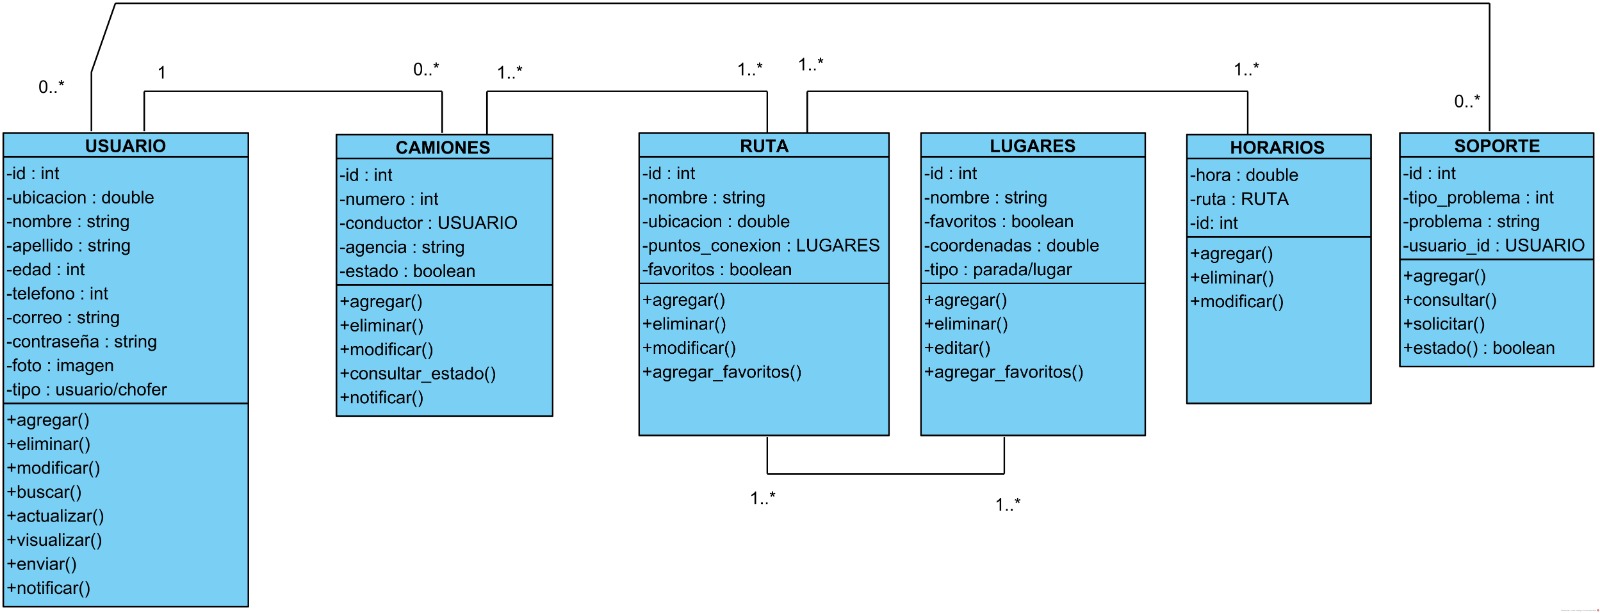 0..*
1
0..*
1..*
1..*
1..*
1..*
0..*
USUARIO
-id : int
-ubicacion : double
-nombre : string
-apellido : string
-edad : int
-telefono : int
-correo : string
-contraseña : string
-foto : imagen
-tipo : usuario/chofer
+agregar()
+eliminar()
+modificar()
+buscar()
+actualizar()
+visualizar()
+enviar()
+notificar()
CAMIONES
-id : int
-numero : int
-conductor : USUARIO
-agencia : string
-estado : boolean
+agregar()
+eliminar()
+modificar()
+consultar_estado()
+notificar()
RUTA
-id : int
-nombre : string
-ubicacion : double
-puntos_conexion : LUGARES
-favoritos : boolean
+agregar()
+eliminar()
+modificar()
+agregar_favoritos()
LUGARES
-id : int
-nombre : string
-favoritos : boolean
-coordenadas : double
-tipo : parada/lugar
+agregar()
+eliminar()
+editar()
+agregar_favoritos()
HORARIOS
-hora : double
-ruta : RUTA
-id: int
+agregar()
+eliminar()
+modificar()
SOPORTE
-id : int
-tipo_problema : int
-problema : string
-usuario_id : USUARIO
+agregar()
+consultar()
+solicitar()
+estado() : boolean
1..*
1..*